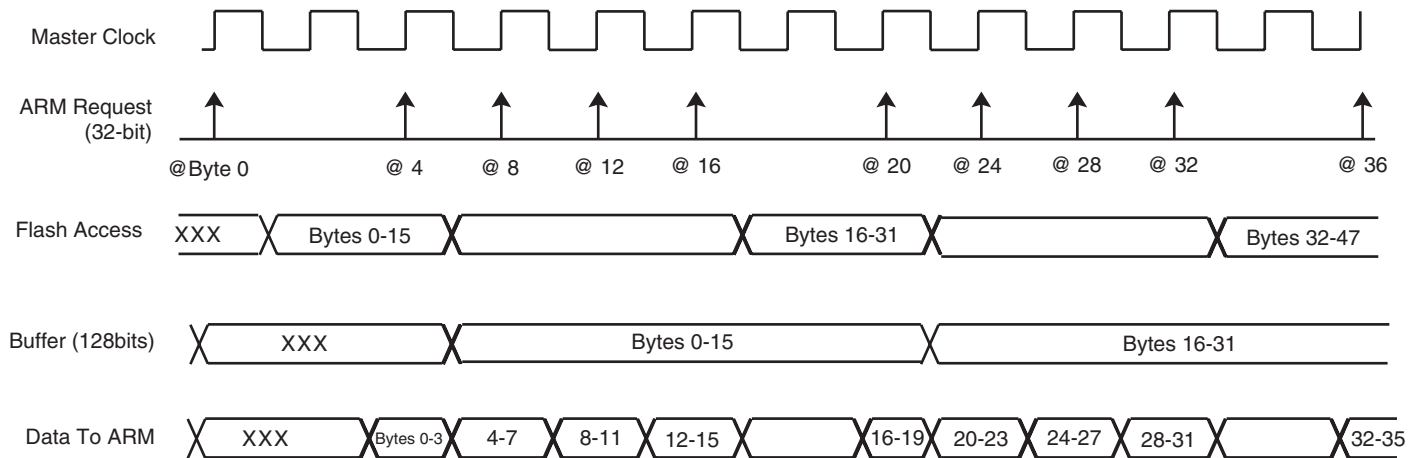 Master Clock
ARM Request
(32-bit)
@Byte 0 @ 4 @ 8 @ 12 @ 16 @ 20 @ 24 @ 28 @ 32 @ 36
Flash Access XXX Bytes 0-15 Bytes 16-31 Bytes 32-47
Buffer (128bits) XXX Bytes 0-15 Bytes 16-31
Data To ARM XXX Bytes 0-3 4-7 8-11 12-15 16-19 20-23 24-27 28-31 32-35